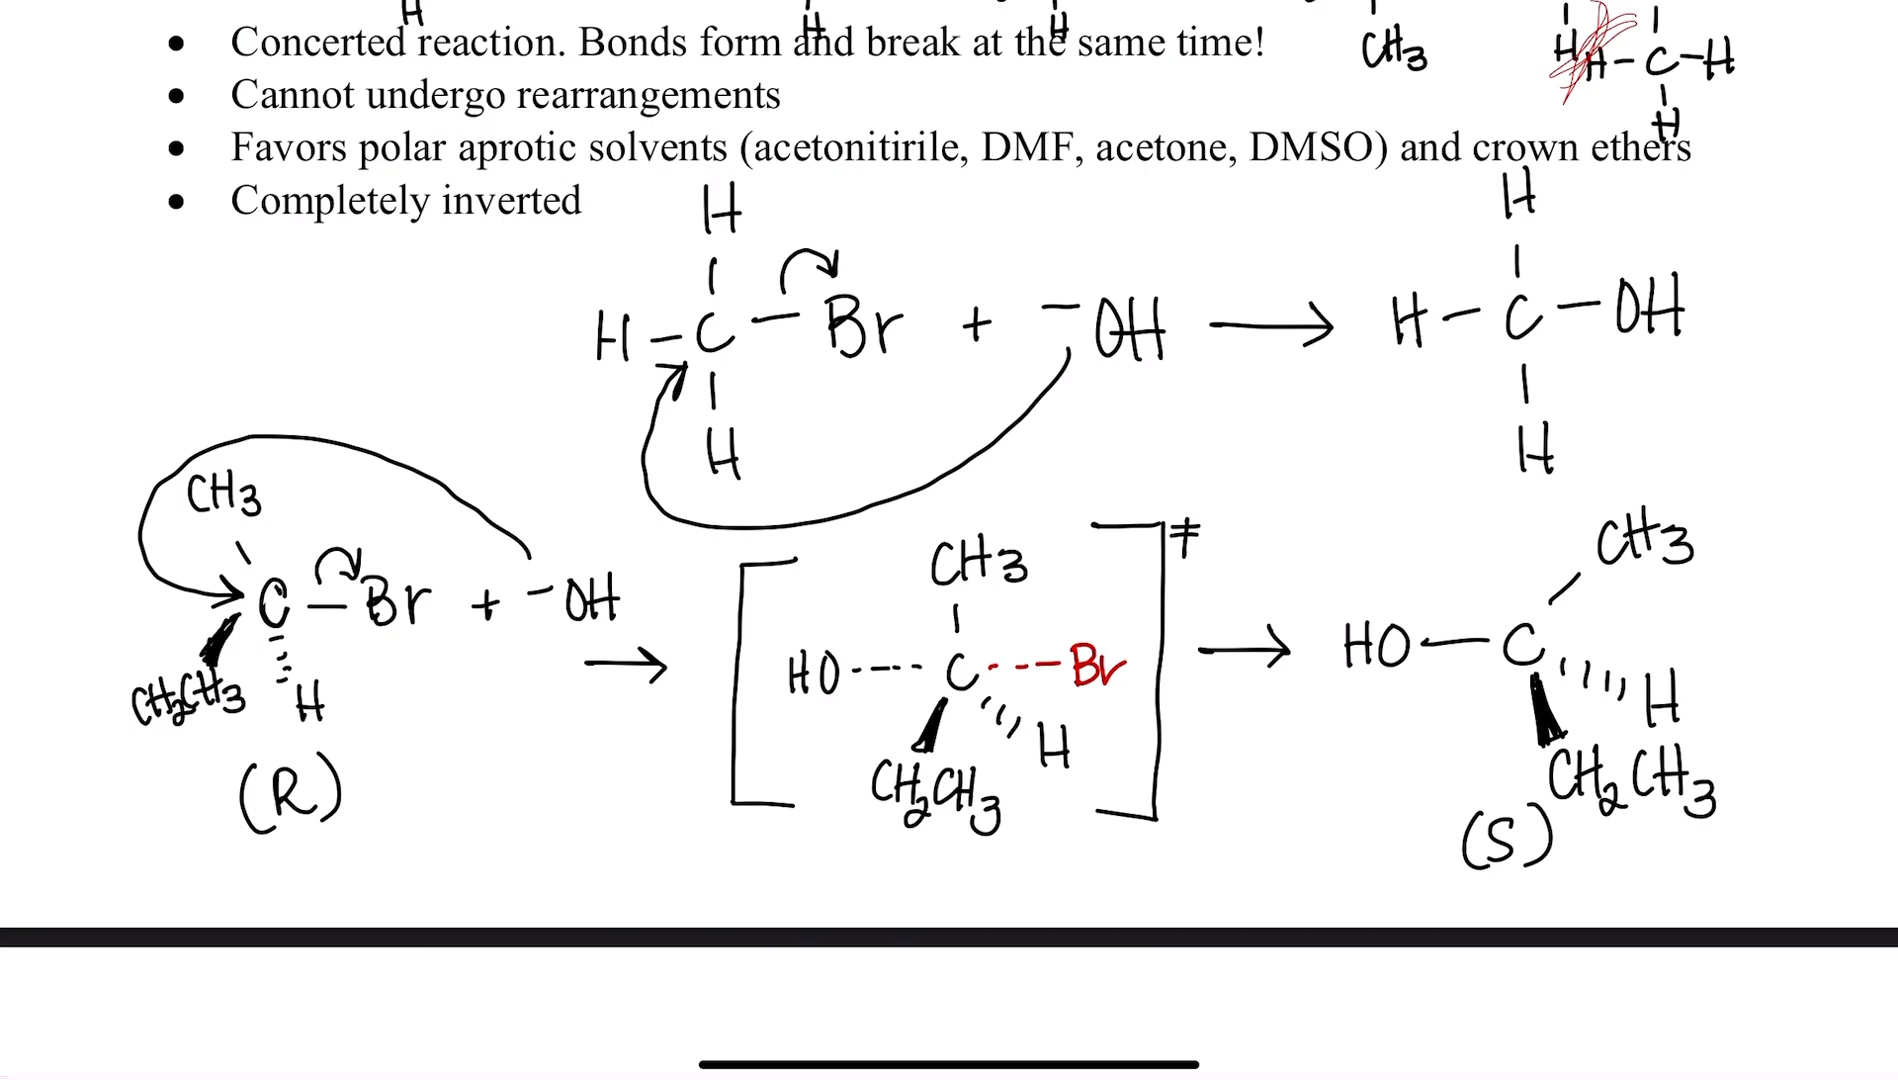 H H H CH3 H
• Concerted reaction. Bonds form and break at the same time!
H-C-H
H
• Cannot undergo rearrangements
• Favors polar aprotic solvents (acetonitirile, DMF, acetone, DMSO) and crown ethers
• Completely inverted
H H
H-C-Br + -OH → H-C-OH
H H
CH3 CH3 ‡ CH3
C-Br + -OH → HO----C---Br → HO-C
CH2CH3 H CH2CH3 H H CH2CH3
(R) (S)